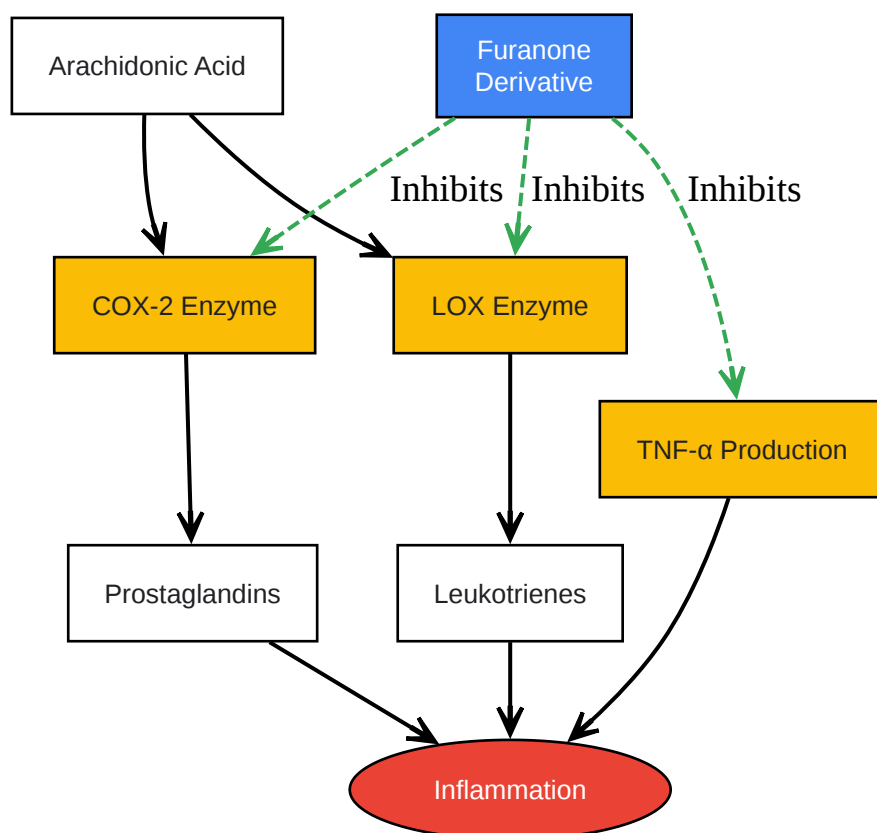 Arachidonic Acid
Furanone
Derivative
Inhibits
Inhibits
Inhibits
COX-2 Enzyme
LOX Enzyme
TNF-α Production
Prostaglandins
Leukotrienes
Inflammation